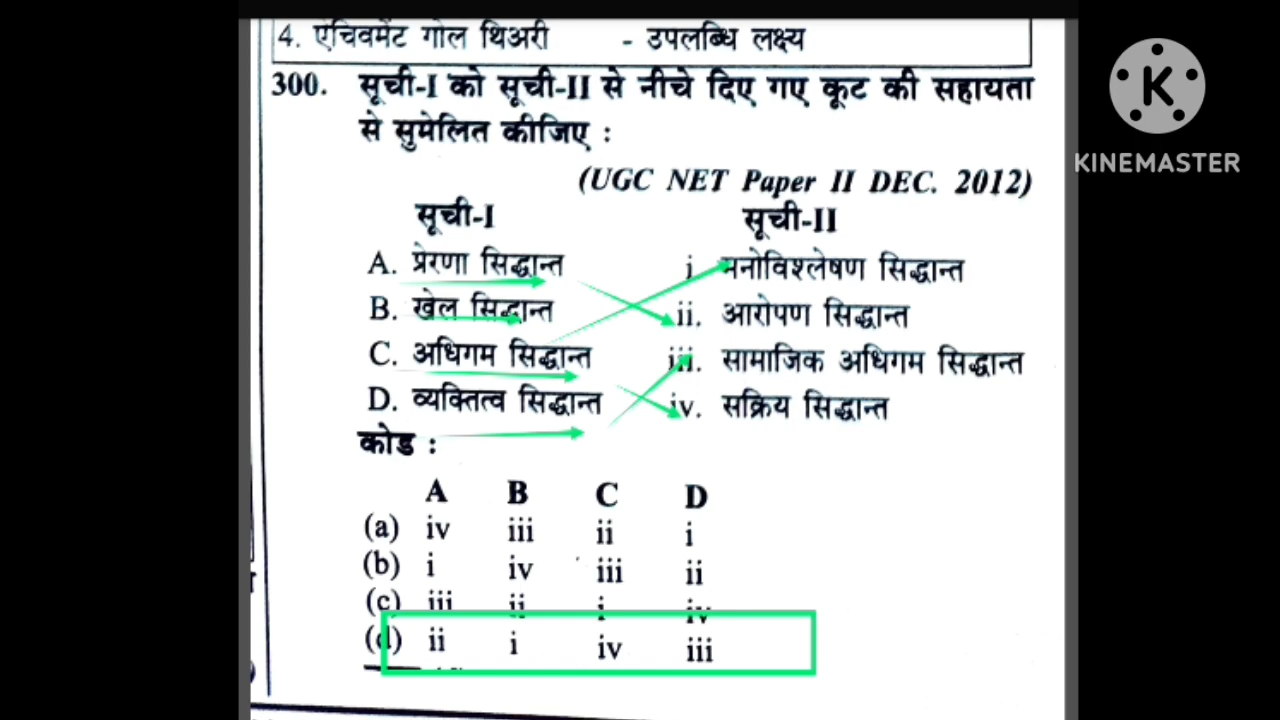 4. एचिवमेंट गोल थिअरी - उपलब्धि लक्ष्य
300. सूची-I को सूची-II से नीचे दिए गए कूट की सहायता
से सुमेलित कीजिए :
(UGC NET Paper II DEC. 2012)
सूची-I सूची-II
A. प्रेरणा सिद्धान्त i मनोविश्लेषण सिद्धान्त
B. खेल सिद्धान्त ii. आरोपण सिद्धान्त
C. अधिगम सिद्धान्त iii. सामाजिक अधिगम सिद्धान्त
D. व्यक्तित्व सिद्धान्त iv. सक्रिय सिद्धान्त
कोड :
A B C D
(a) iv iii ii i
(b) i iv iii ii
(c) iii ii i iv
(d) ii i iv iii
K
KINEMASTER